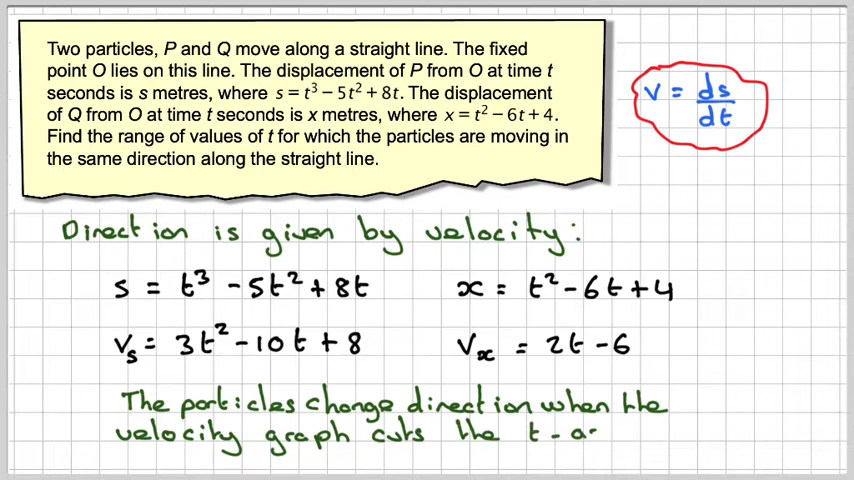 Two particles, P and Q move along a straight line. The fixed
point O lies on this line. The displacement of P from O at time t
seconds is s metres, where s = t³ − 5t² + 8t. The displacement
of Q from O at time t seconds is x metres, where x = t² − 6t + 4.
Find the range of values of t for which the particles are moving in
the same direction along the straight line.
v = ds/dt
Direction is given by velocity:
s = t³ - 5t² + 8t
x = t² - 6t + 4
vₛ = 3t² - 10t + 8
vₓ = 2t - 6
The particles change direction when the
velocity graph cuts the t-a